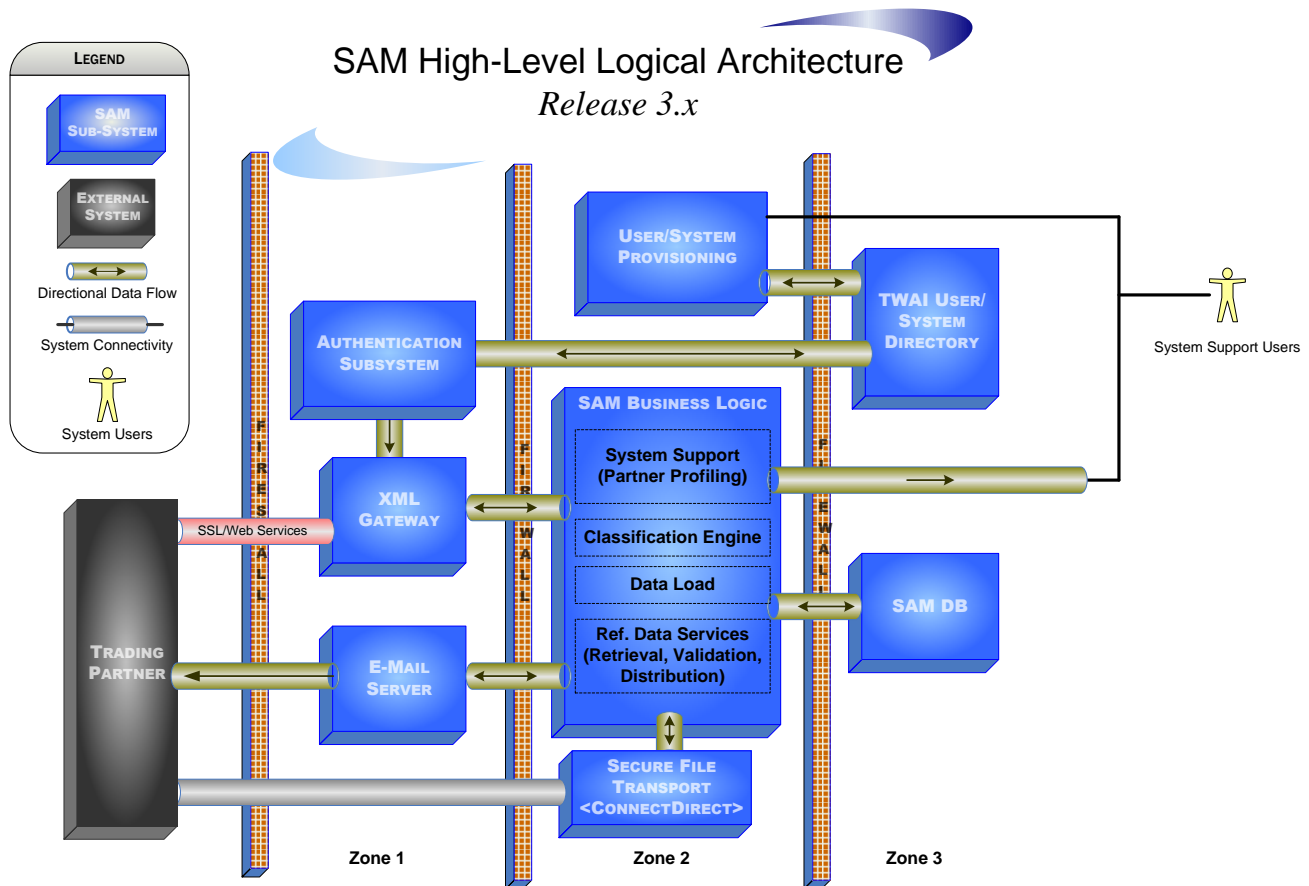 SAM High-Level Logical Architecture
Release 3.x
LEGEND
SAM
SUB-SYSTEM
EXTERNAL
SYSTEM
Directional Data Flow
System Connectivity
System Users
USER/SYSTEM
PROVISIONING
TWAI USER/
SYSTEM
DIRECTORY
System Support Users
AUTHENTICATION
SUBSYSTEM
SAM BUSINESS LOGIC
System Support
(Partner Profiling)
Classification Engine
Data Load
Ref. Data Services
(Retrieval, Validation,
Distribution)
XML
GATEWAY
SSL/Web Services
SAM DB
TRADING
PARTNER
E-MAIL
SERVER
SECURE FILE
TRANSPORT
<CONNECTDIRECT>
Zone 1
Zone 2
Zone 3